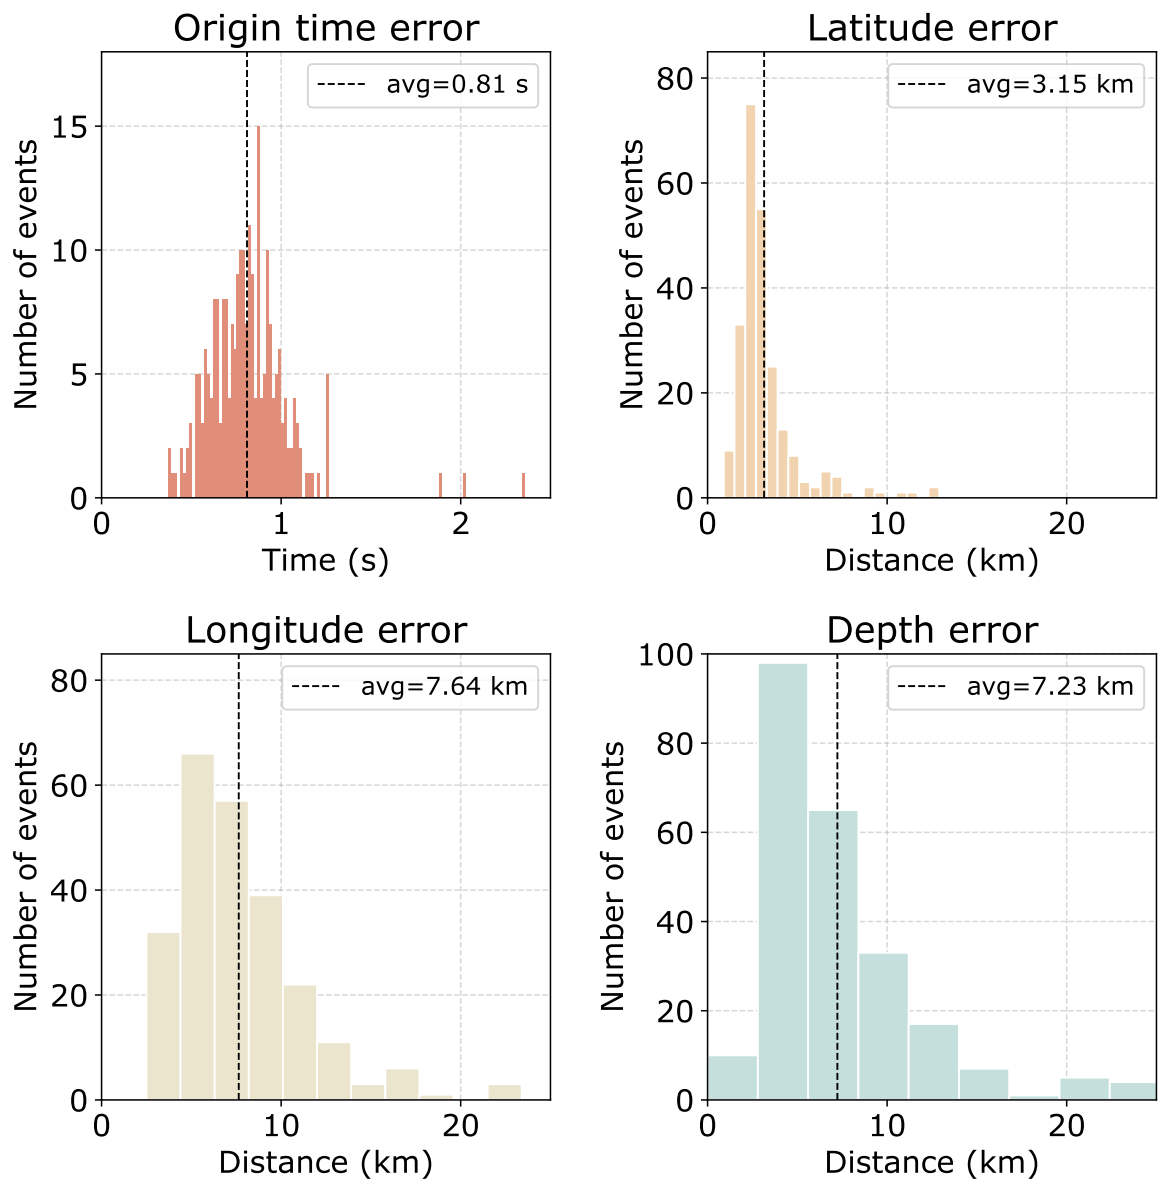 Origin time error
avg=0.81 s
Number of events
15
10
5
0
0 1 2
Time (s)
Latitude error
avg=3.15 km
Number of events
80
60
40
20
0
0 10 20
Distance (km)
Longitude error
avg=7.64 km
Number of events
80
60
40
20
0
0 10 20
Distance (km)
Depth error
avg=7.23 km
Number of events
100
80
60
40
20
0
0 10 20
Distance (km)